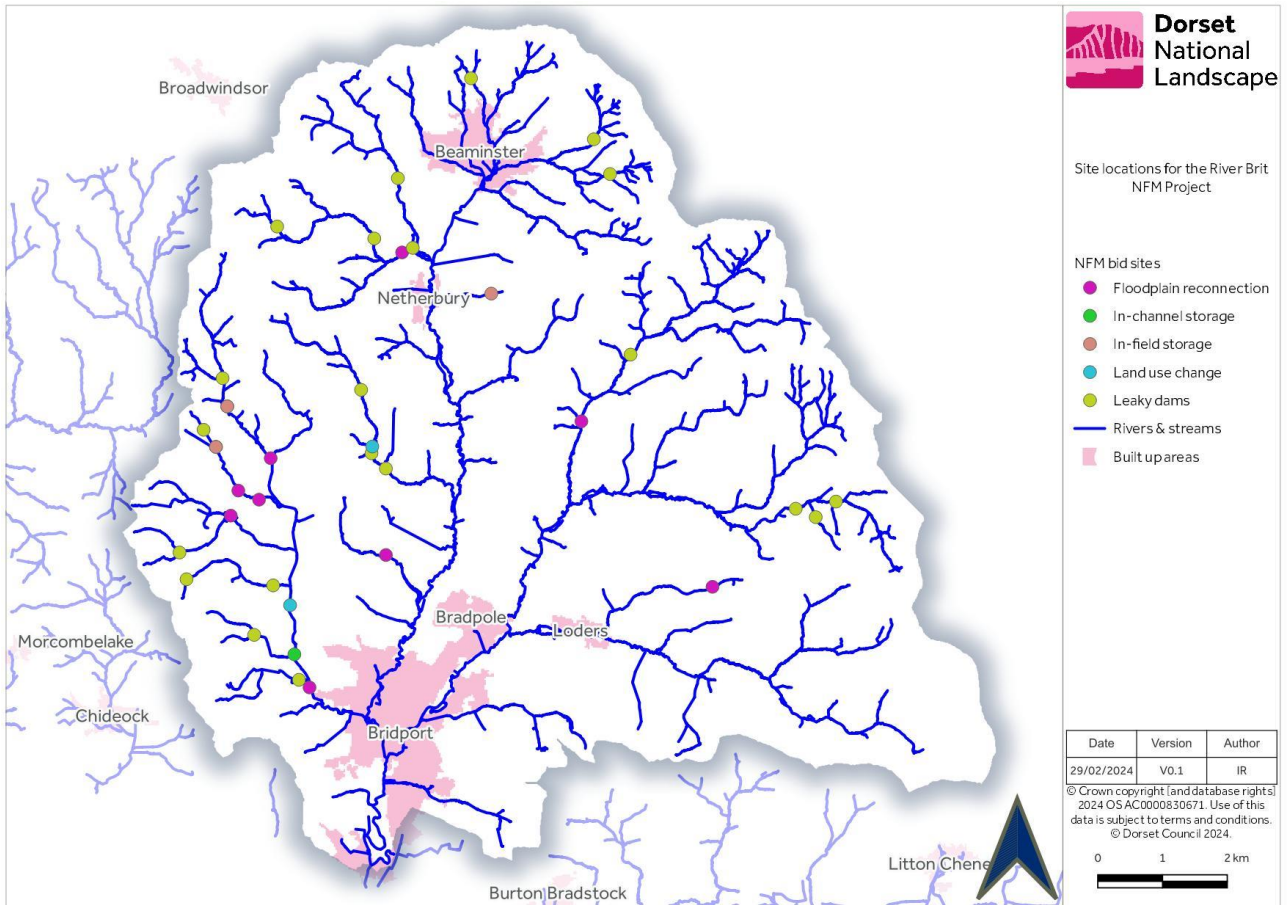 Dorset
National
Landscape
Site locations for the River Brit
NFM Project
NFM bid sites
Floodplain reconnection
In-channel storage
In-field storage
Land use change
Leaky dams
Rivers & streams
Built up areas
Broadwindsor
Beaminster
Netherbury
Bradpole
Loders
Morcombelake
Chideock
Bridport
Litton Chene
Burton Bradstock
Date Version Author
29/02/2024 V0.1 IR
© Crown copyright [and database rights]
2024 OS AC0000830671. Use of this
data is subject to terms and conditions.
© Dorset Council 2024.
0 1 2 km